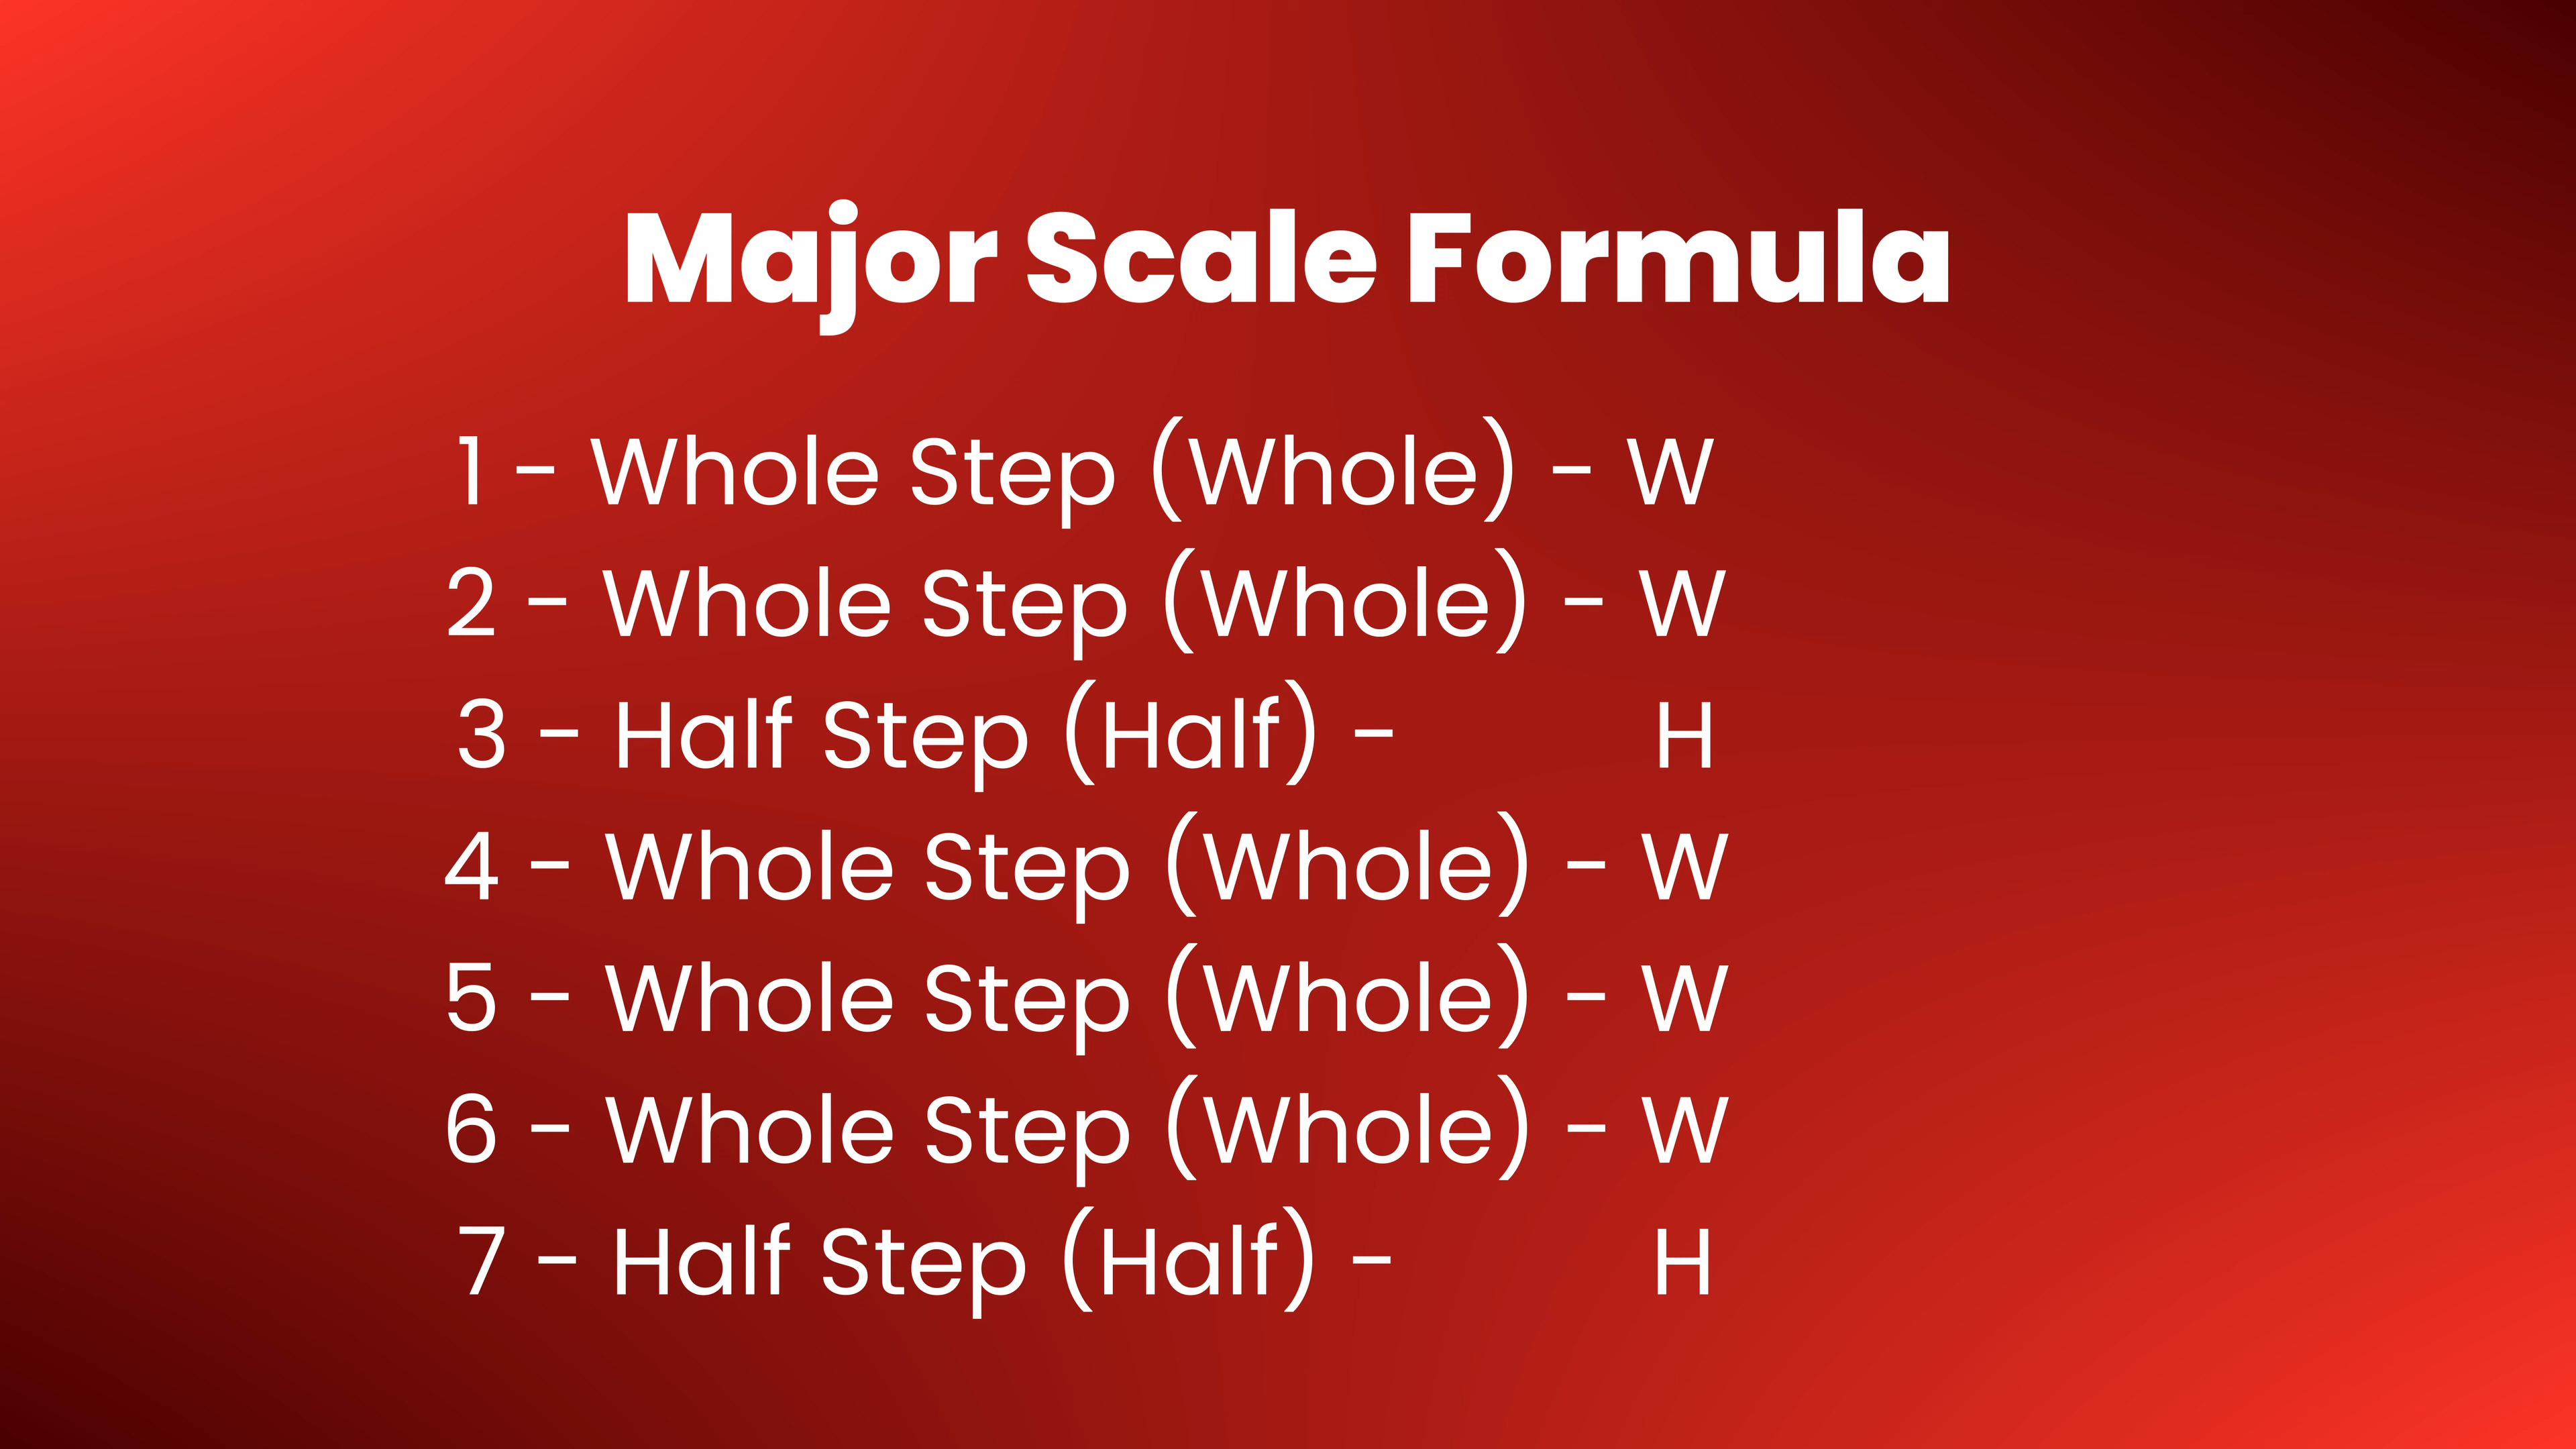 Major Scale Formula
1 - Whole Step (Whole) - W
2 - Whole Step (Whole) - W
3 - Half Step (Half) - H
4 - Whole Step (Whole) - W
5 - Whole Step (Whole) - W
6 - Whole Step (Whole) - W
7 - Half Step (Half) - H